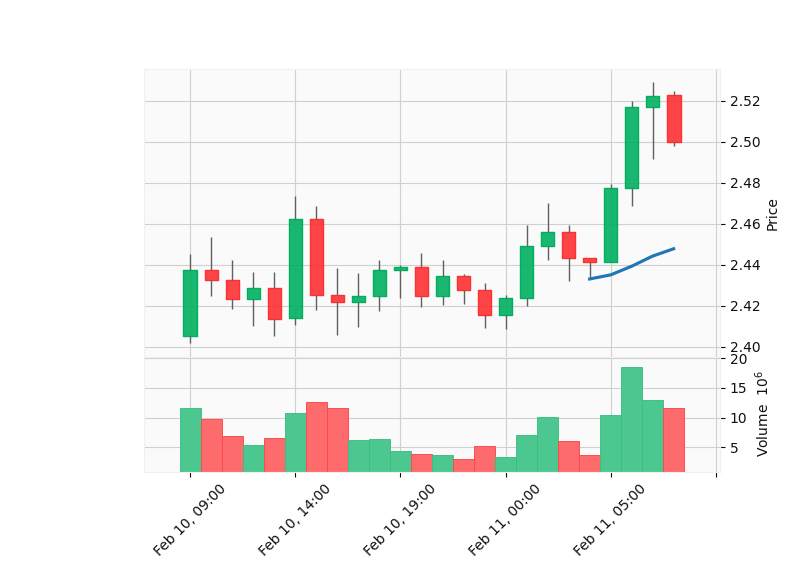 2.52
2.50
2.48
2.46
2.44
2.42
2.40
Price
20
15
10
5
Volume 10^6
Feb 10, 09:00
Feb 10, 14:00
Feb 10, 19:00
Feb 11, 00:00
Feb 11, 05:00